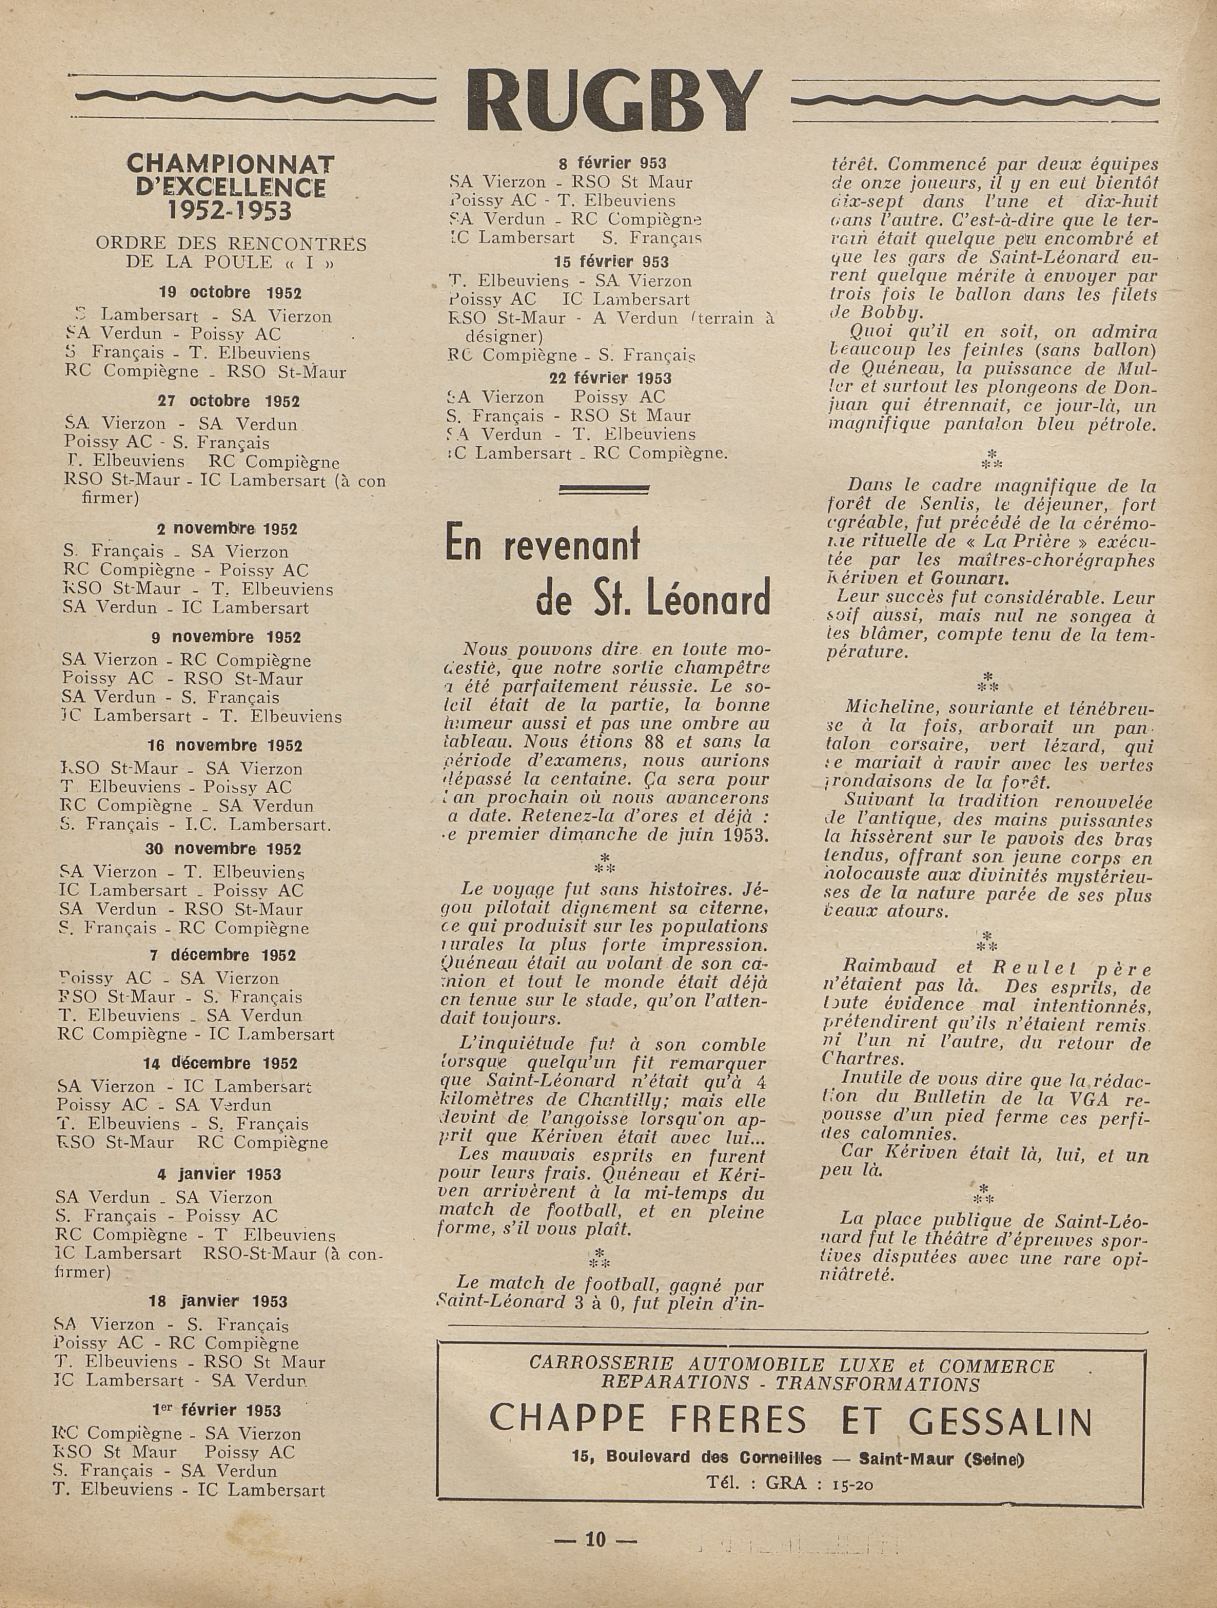 RUGBY
CHAMPIONNAT
D'EXCELLENCE
1952-1953
ORDRE DES RENCONTRES
DE LA POULE « I »
19 octobre 1952
Lambersart - SA Vierzon
SA Verdun - Poissy AC
S Français - T. Elbeuviens
RC Compiègne - RSO St-Maur
27 octobre 1952
SA Vierzon - SA Verdun
Poissy AC - S. Français
T. Elbeuviens RC Compiègne
RSO St-Maur - IC Lambersart (à con
firmer)
2 novembre 1952
S. Français - SA Vierzon
RC Compiègne - Poissy AC
RSO St-Maur - T. Elbeuviens
SA Verdun - IC Lambersart
9 novembre 1952
SA Vierzon - RC Compiègne
Poissy AC - RSO St-Maur
SA Verdun - S. Français
IC Lambersart - T. Elbeuviens
16 novembre 1952
RSO St-Maur - SA Vierzon
T Elbeuviens - Poissy AC
RC Compiègne - SA Verdun
S. Français - I.C. Lambersart.
30 novembre 1952
SA Vierzon - T. Elbeuviens
IC Lambersart - Poissy AC
SA Verdun - RSO St-Maur
S. Français - RC Compiègne
7 décembre 1952
Poissy AC - SA Vierzon
RSO St-Maur - S. Français
T. Elbeuviens - SA Verdun
RC Compiègne - IC Lambersart
14 décembre 1952
SA Vierzon - IC Lambersart
Poissy AC - SA Verdun
T. Elbeuviens - S. Français
RSO St-Maur RC Compiègne
4 janvier 1953
SA Verdun - SA Vierzon
S. Français - Poissy AC
RC Compiègne - T Elbeuviens
IC Lambersart RSO-St-Maur (à con-
firmer)
18 janvier 1953
SA Vierzon - S. Français
Poissy AC - RC Compiègne
T. Elbeuviens - RSO St Maur
IC Lambersart - SA Verdun
1er février 1953
RC Compiègne - SA Vierzon
RSO St Maur Poissy AC
S. Français - SA Verdun
T. Elbeuviens - IC Lambersart
8 février 953
SA Vierzon - RSO St Maur
Poissy AC - T. Elbeuviens
SA Verdun - RC Compiègne
IC Lambersart S. Français
15 février 953
T. Elbeuviens - SA Vierzon
Poissy AC IC Lambersart
RSO St-Maur - A Verdun (terrain à
désigner)
RC Compiègne - S. Français
22 février 1953
SA Vierzon Poissy AC
S. Français - RSO St Maur
SA Verdun - T. Elbeuviens
IC Lambersart - RC Compiègne.
En revenant
de St. Léonard
Nous pouvons dire en toute mo-
destie, que notre sortie champêtre
a été parfaitement réussie. Le so-
leil était de la partie, la bonne
humeur aussi et pas une ombre au
tableau. Nous étions 88 et sans la
période d'examens, nous aurions
dépassé la centaine. Ça sera pour
l'an prochain où nous avancerons
la date. Retenez-la d'ores et déjà :
le premier dimanche de juin 1953.
*
**
Le voyage fut sans histoires. Jé-
gou pilotait dignement sa citerne,
ce qui produisit sur les populations
rurales la plus forte impression.
Quéneau était au volant de son ca-
mion et tout le monde était déjà
en tenue sur le stade, qu'on l'atten-
dait toujours.
L'inquiétude fut à son comble
lorsque quelqu'un fit remarquer
que Saint-Léonard n'était qu'à 4
kilomètres de Chantilly; mais elle
devint de l'angoisse lorsqu'on ap-
prit que Kériven était avec lui...
Les mauvais esprits en furent
pour leurs frais. Quéneau et Kéri-
ven arrivèrent à la mi-temps du
match de football, et en pleine
forme, s'il vous plaît.
*
**
Le match de football, gagné par
Saint-Léonard 3 à 0, fut plein d'in-
térêt. Commencé par deux équipes
de onze joueurs, il y en eut bientôt
dix-sept dans l'une et dix-huit
dans l'autre. C'est-à-dire que le ter-
rain était quelque peu encombré et
que les gars de Saint-Léonard eu-
rent quelque mérite à envoyer par
trois fois le ballon dans les filets
de Bobby.
Quoi qu'il en soit, on admira
beaucoup les feintes (sans ballon)
de Quéneau, la puissance de Mul-
ler et surtout les plongeons de Don-
juan qui étrennait, ce jour-là, un
magnifique pantalon bleu pétrole.
*
**
Dans le cadre magnifique de la
forêt de Senlis, le déjeuner, fort
agréable, fut précédé de la cérémo-
nie rituelle de « La Prière » exécu-
tée par les maîtres-chorégraphes
Kériven et Gounari.
Leur succès fut considérable. Leur
soif aussi, mais nul ne songea à
les blâmer, compte tenu de la tem-
pérature.
*
**
Micheline, souriante et ténébreu-
se à la fois, arborait un pan-
talon corsaire, vert lézard, qui
se mariait à ravir avec les vertes
frondaisons de la forêt.
Suivant la tradition renouvelée
de l'antique, des mains puissantes
la hissèrent sur le pavois des bras
tendus, offrant son jeune corps en
holocauste aux divinités mystérieu-
ses de la nature parée de ses plus
beaux atours.
*
**
Raimbaud et Reulet père
n'étaient pas là. Des esprits, de
toute évidence mal intentionnés,
prétendirent qu'ils n'étaient remis
ni l'un ni l'autre, du retour de
Chartres.
Inutile de vous dire que la rédac-
tion du Bulletin de la VGA re-
pousse d'un pied ferme ces perfi-
des calomnies.
Car Kériven était là, lui, et un
peu là.
*
**
La place publique de Saint-Léo-
nard fut le théâtre d'épreuves spor-
tives disputées avec une rare opi-
niâtreté.
CARROSSERIE AUTOMOBILE LUXE et COMMERCE
REPARATIONS - TRANSFORMATIONS
CHAPPE FRERES ET GESSALIN
15, Boulevard des Corneilles — Saint-Maur (Seine)
Tél. : GRA : 15-20
— 10 —